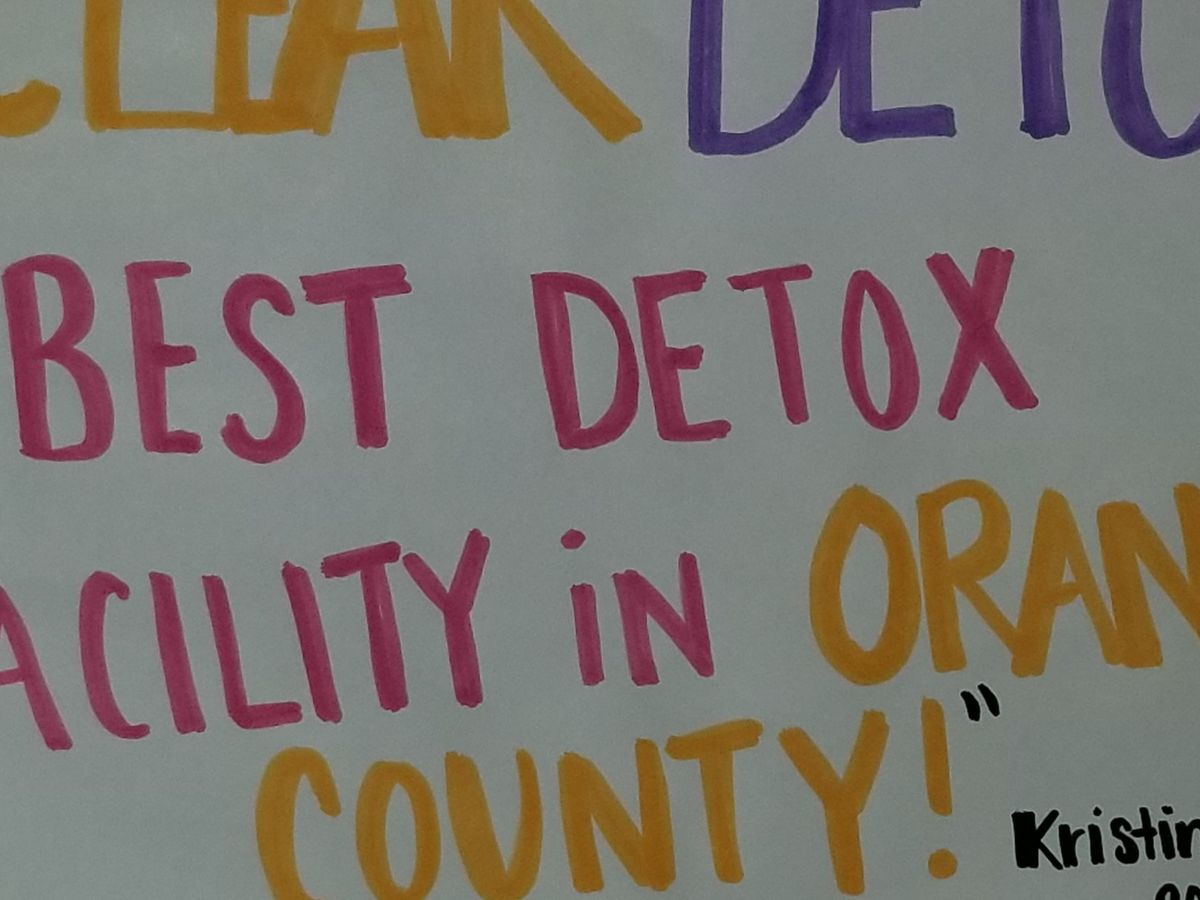 CLEAR DETO
BEST DETOX
ACILITY iN ORAN
COUNTY!"
Kristin